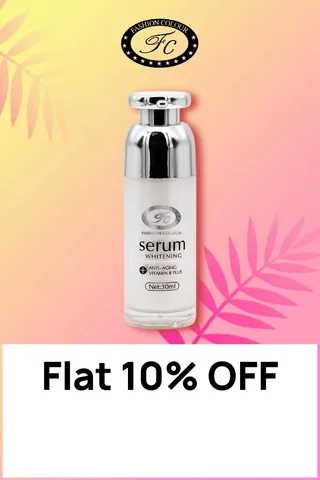 FASHION COLOUR
FC
FC
FASHION COLOUR
serum
WHITENING
ANTI-AGING
VITAMIN B PLUS
Net:30ml
Flat 10% OFF